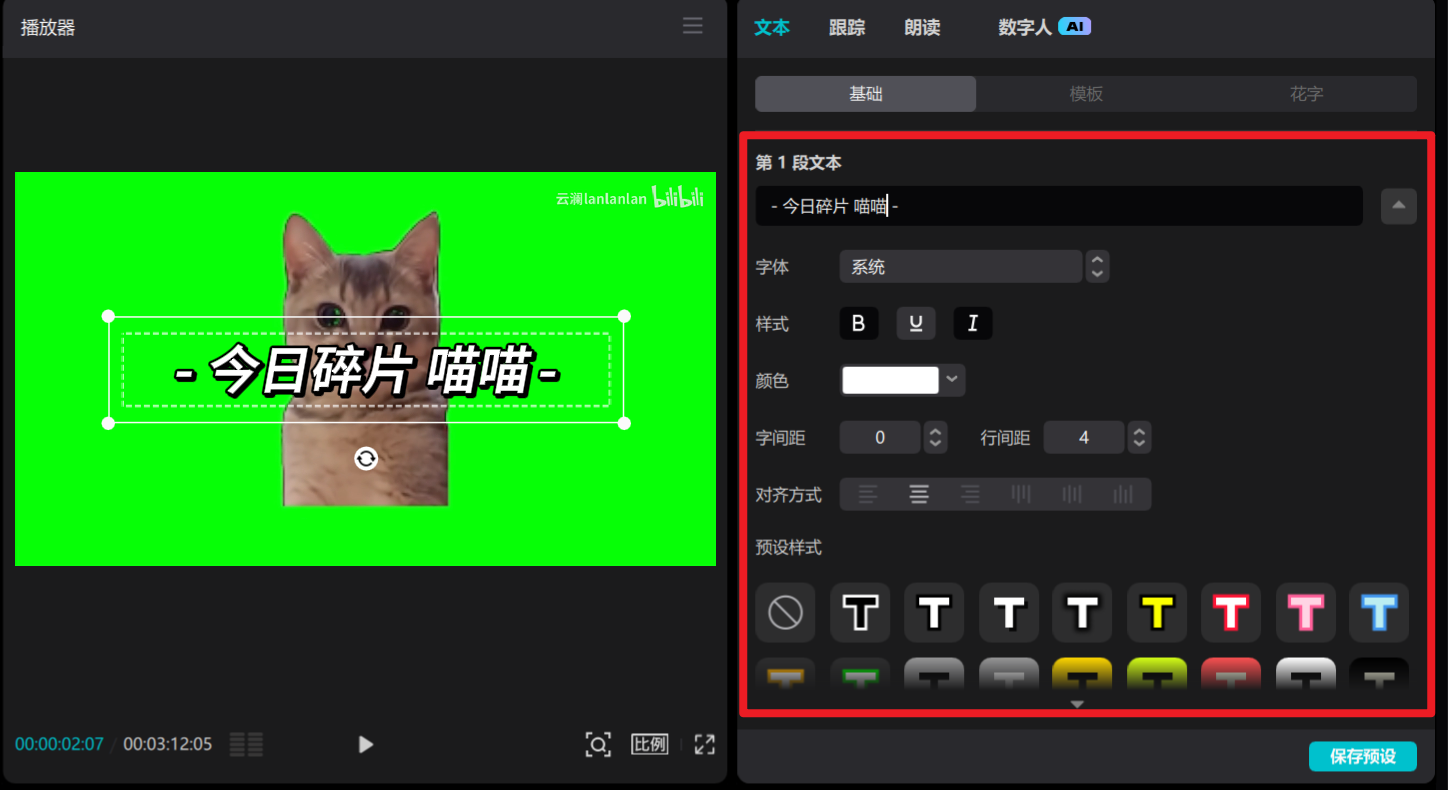 播放器
云澜lanlanlan bilibili
- 今日碎片 喵喵 -
00:00:02:07 / 00:03:12:05
比例
文本 跟踪 朗读 数字人 AI
基础 模板 花字
第 1 段文本
- 今日碎片 喵喵 -
字体 系统
样式 B U I
颜色
字间距 0 行间距 4
对齐方式
预设样式
T T T T T T T T
T T T T T T T T T
保存预设